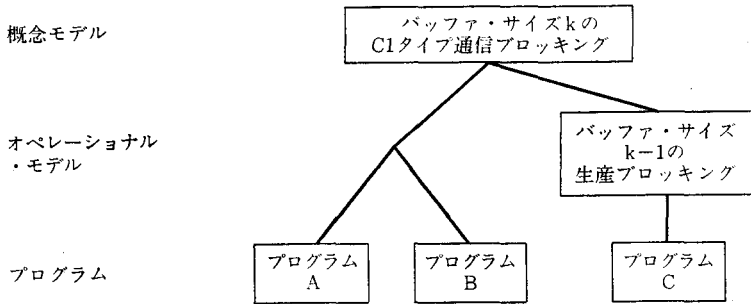 概念モデル
バッファ・サイズkの
C1タイプ通信ブロッキング
オペレーショナル
・モデル
バッファ・サイズ
k−1の
生産ブロッキング
プログラム
プログラム
A
プログラム
B
プログラム
C